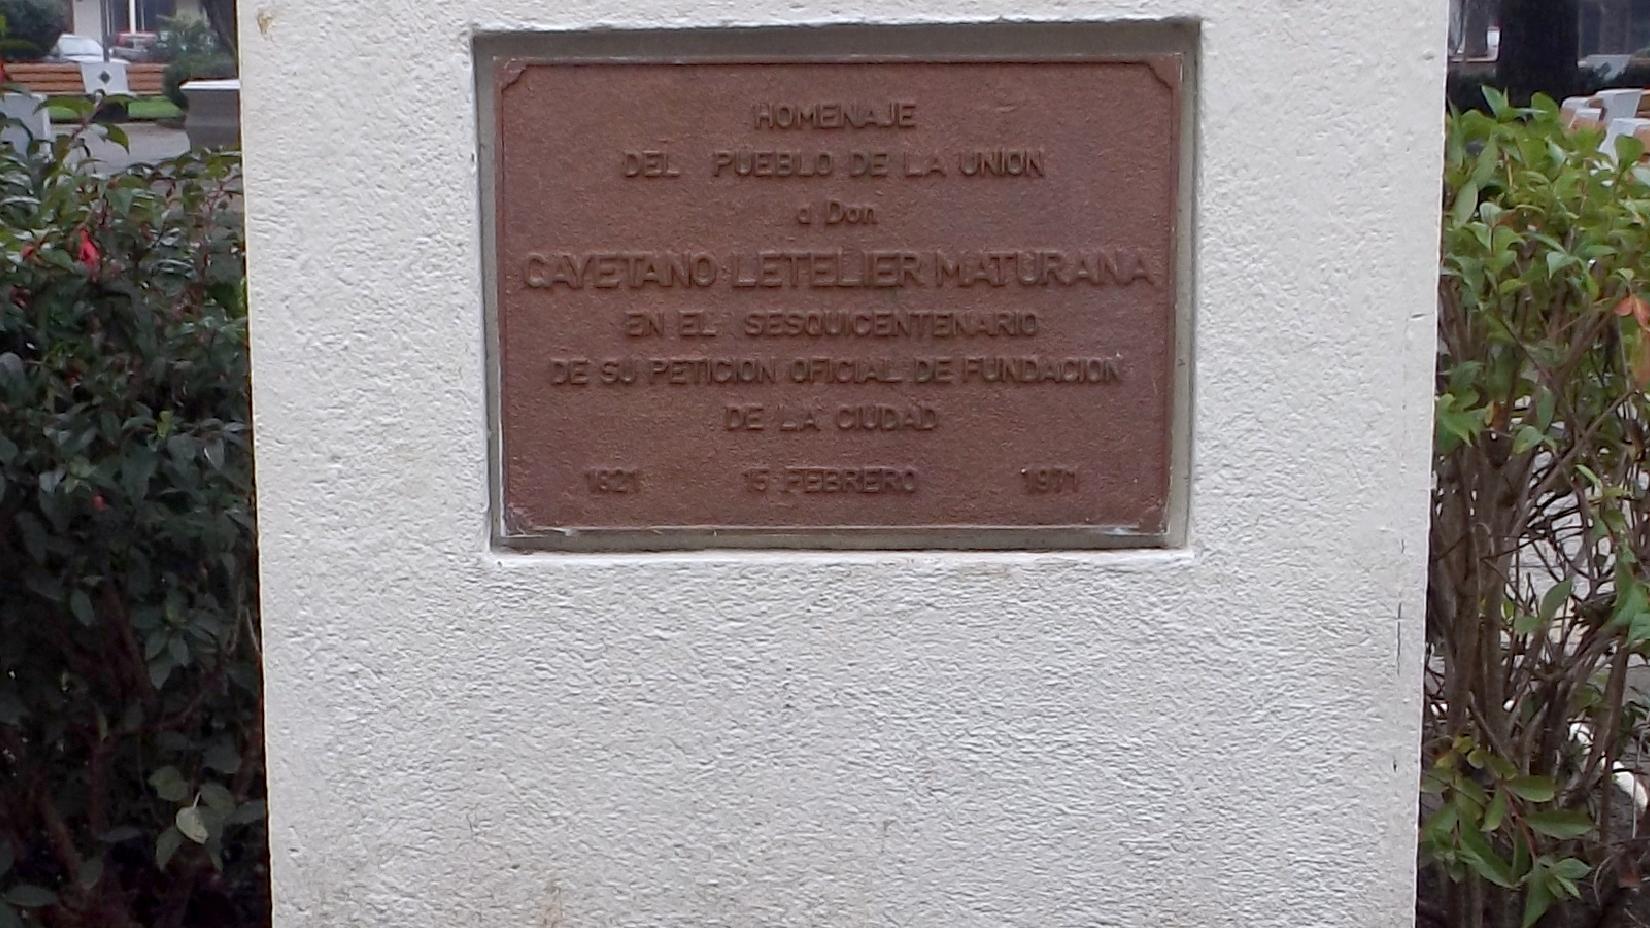 HOMENAJE
DEL PUEBLO DE LA UNION
a Don
CAYETANO LETELIER MATURANA
EN EL SESQUICENTENARIO
DE SU PETICION OFICIAL DE FUNDACION
DE LA CIUDAD
1821 15 FEBRERO 1971